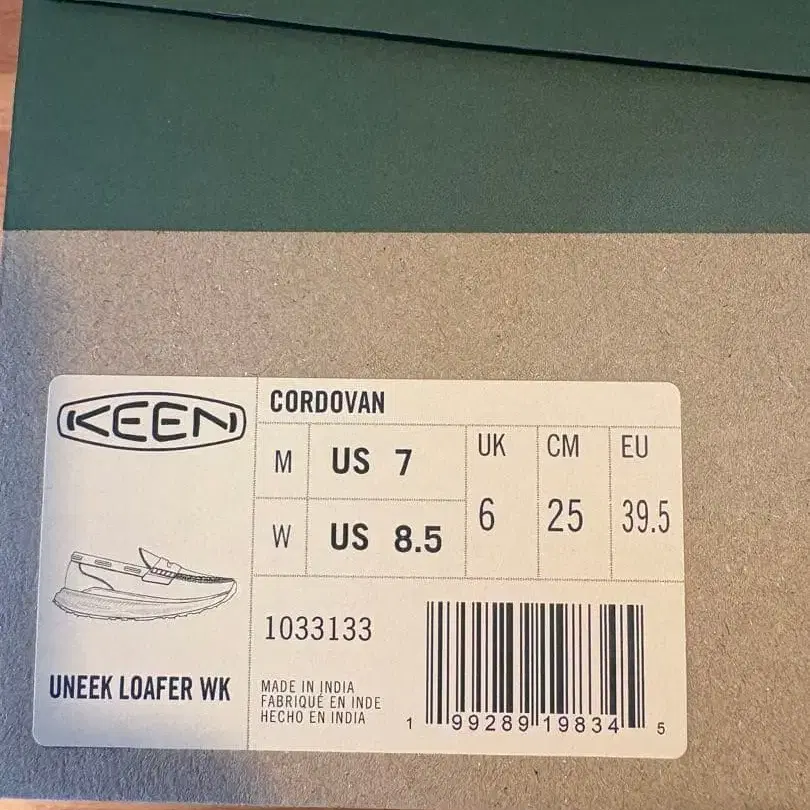 KEEN
CORDOVAN
M US 7
W US 8.5
UK
6
CM
25
EU
39.5
UNEEK LOAFER WK
1033133
MADE IN INDIA
FABRIQUÉ EN INDE
HECHO EN INDIA
1 99289 19834 5